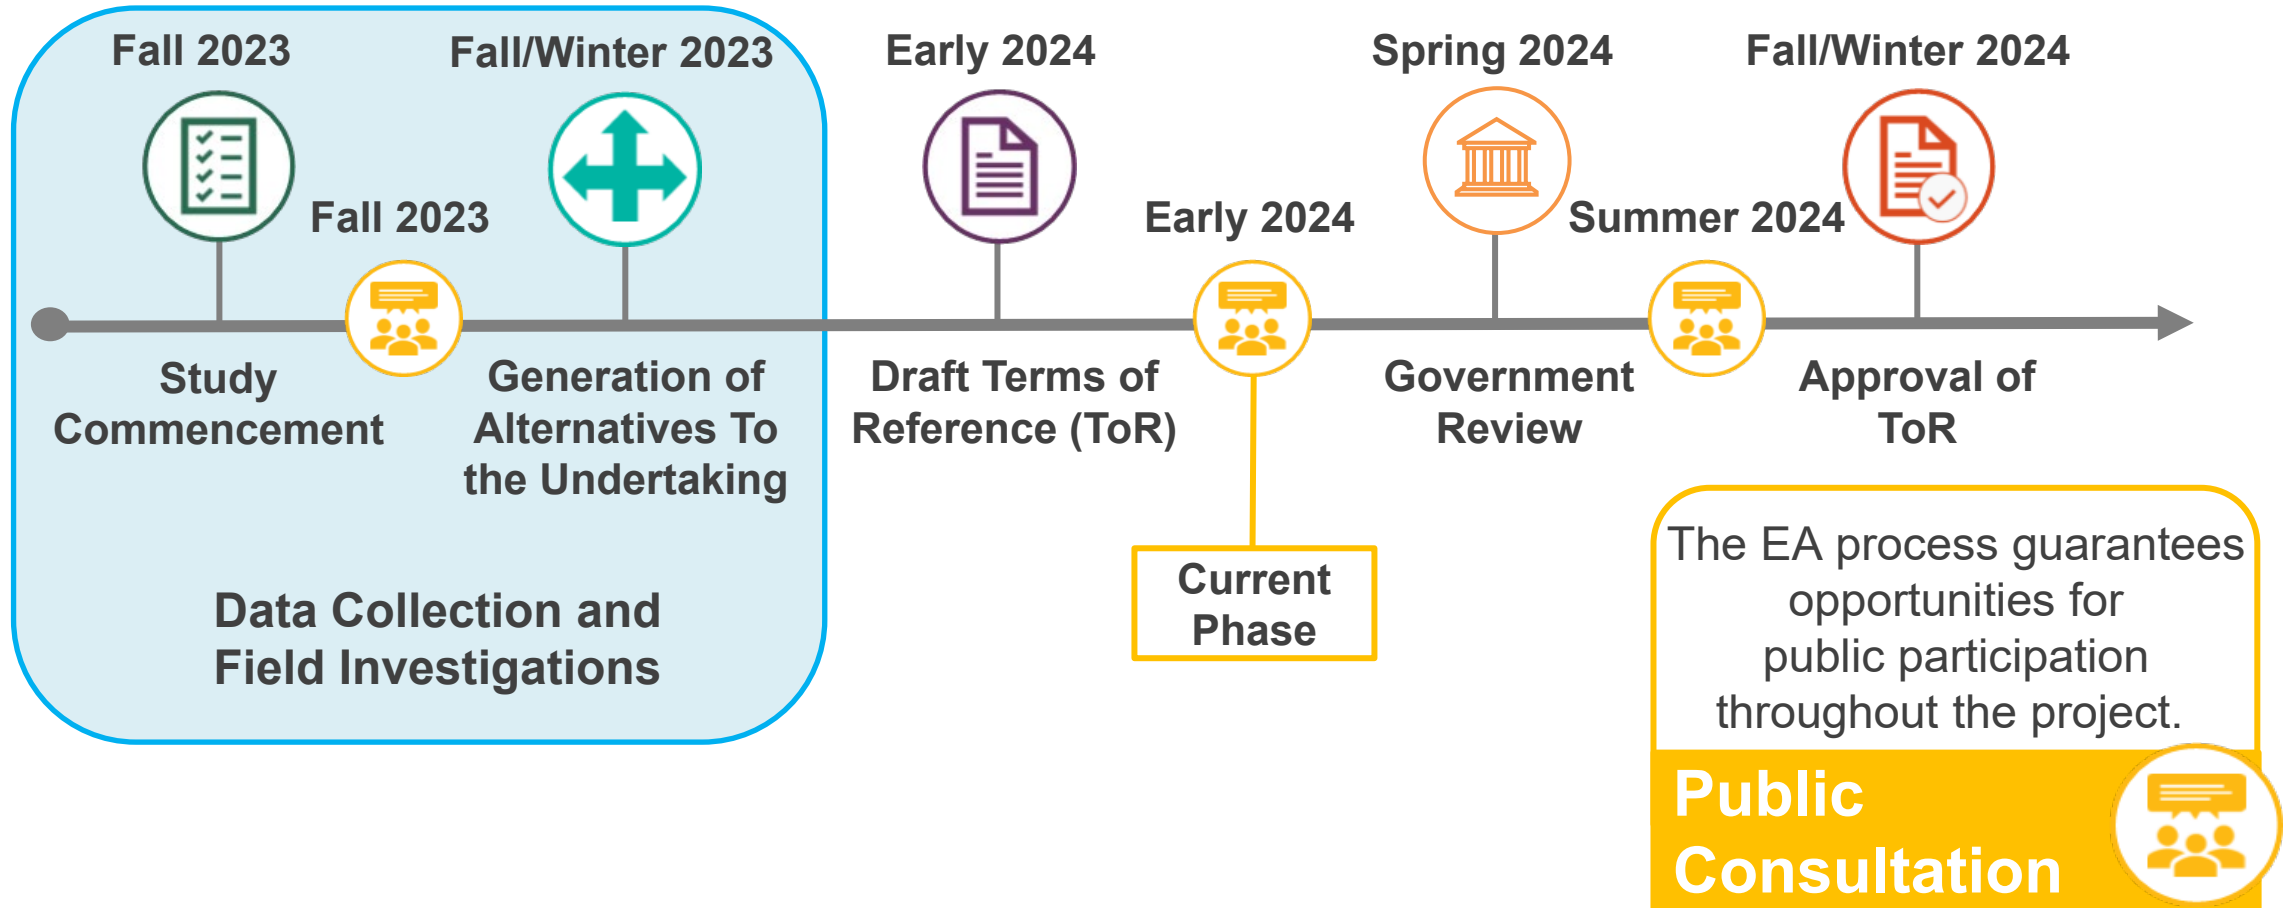 Fall 2023
Fall/Winter 2023
Early 2024
Spring 2024
Fall/Winter 2024
Fall 2023
Early 2024
Summer 2024
Study
Commencement
Generation of
Alternatives To
the Undertaking
Draft Terms of
Reference (ToR)
Government
Review
Approval of
ToR
Data Collection and
Field Investigations
Current
Phase
The EA process guarantees
opportunities for
public participation
throughout the project.
Public
Consultation